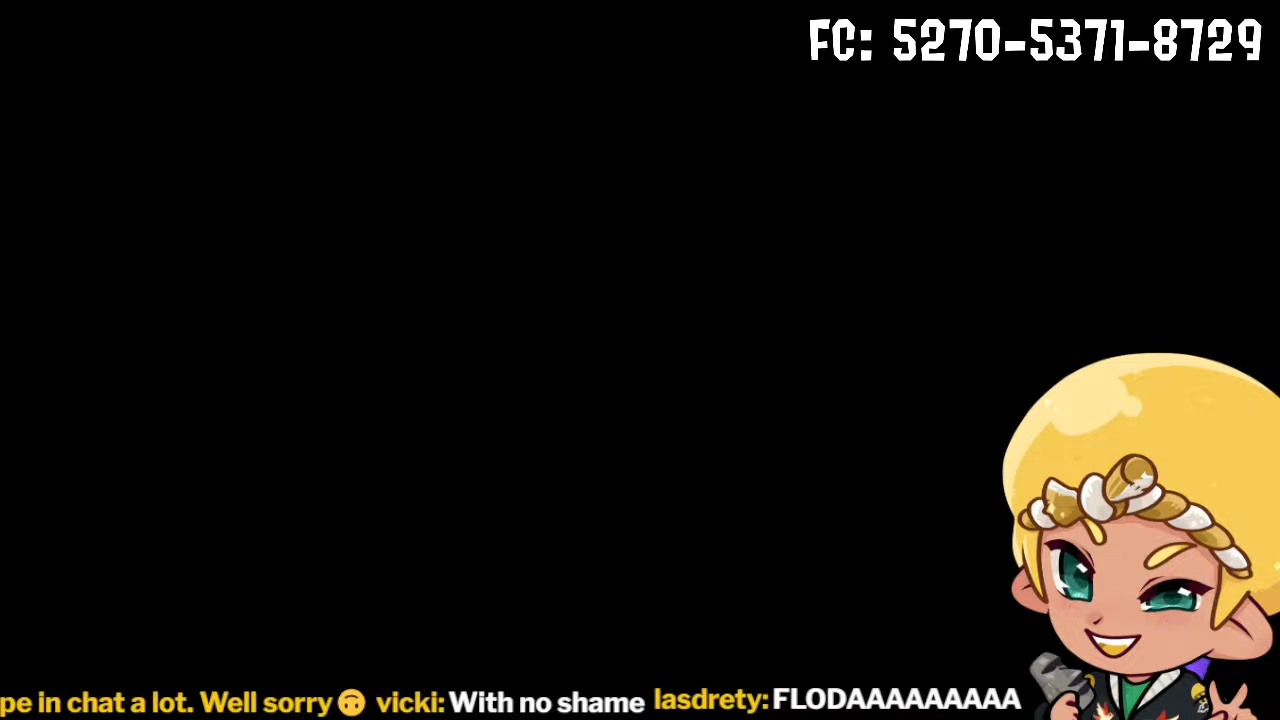 FC: 5270-5371-8729
pe in chat a lot. Well sorry 🙃 vicki: With no shame lasdrety: FLODAAAAAAAAA